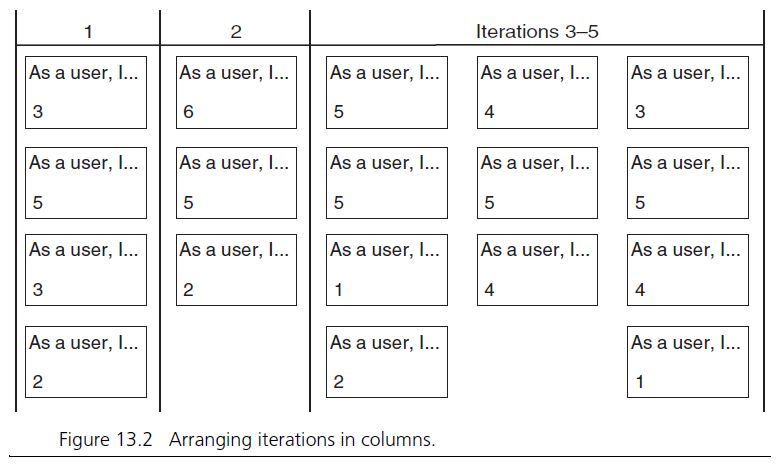 1 2 Iterations 3–5
As a user, I... As a user, I... As a user, I... As a user, I... As a user, I...
3 6 5 4 3
As a user, I... As a user, I... As a user, I... As a user, I... As a user, I...
5 5 5 5 5
As a user, I... As a user, I... As a user, I... As a user, I... As a user, I...
3 2 1 4 4
As a user, I... As a user, I... As a user, I...
2 2 1
Figure 13.2 Arranging iterations in columns.